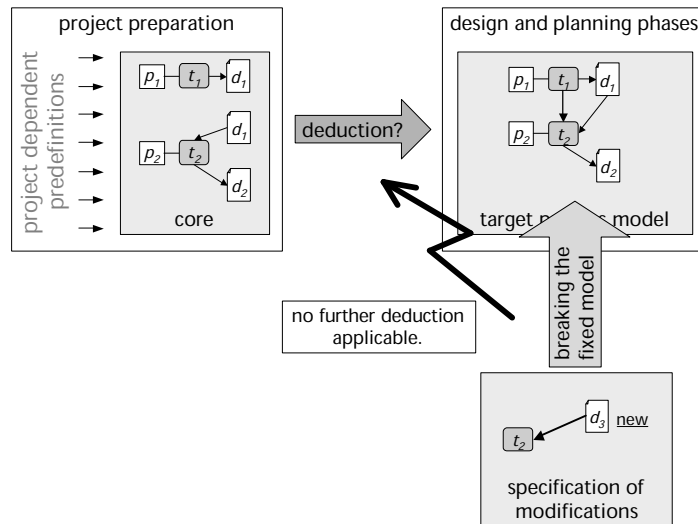 project preparation
project dependent
predefinitions
p1
t1
d1
d1
p2
t2
d2
core
deduction?
design and planning phases
p1
t1
d1
p2
t2
d2
target model
breaking the
fixed model
no further deduction
applicable.
d3 new
t2
specification of
modifications